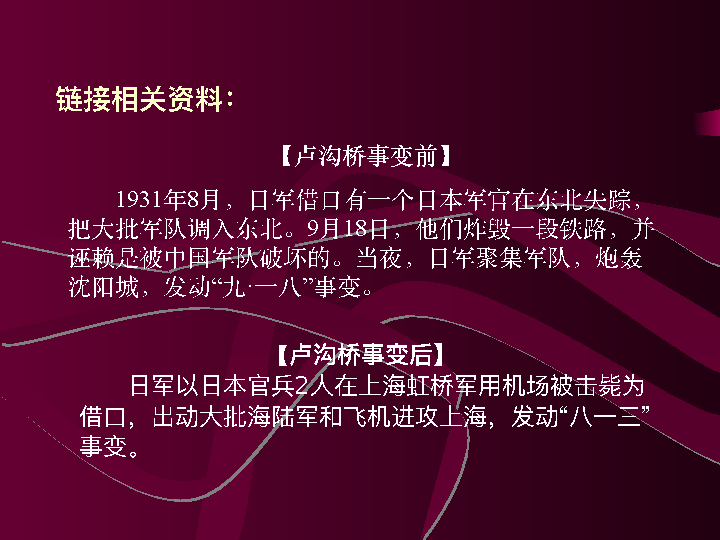 链接相关资料：
【卢沟桥事变前】
1931年8月，日军借口有一个日本军官在东北失踪，
把大批军队调入东北。9月18日，他们炸毁一段铁路，并
诬赖是被中国军队破坏的。当夜，日军聚集军队，炮轰
沈阳城，发动“九·一八”事变。
【卢沟桥事变后】
日军以日本官兵2人在上海虹桥军用机场被击毙为
借口，出动大批海陆军和飞机进攻上海，发动“八一三”
事变。